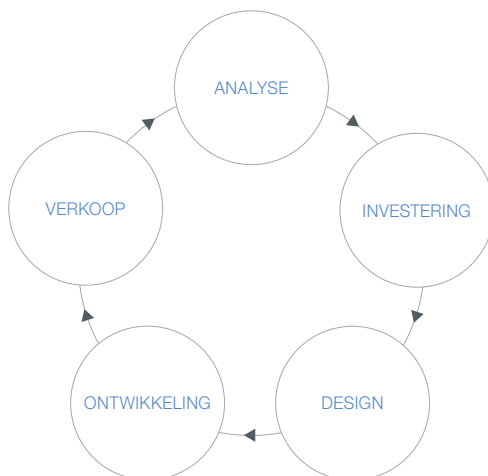 ANALYSE
INVESTERING
DESIGN
ONTWIKKELING
VERKOOP